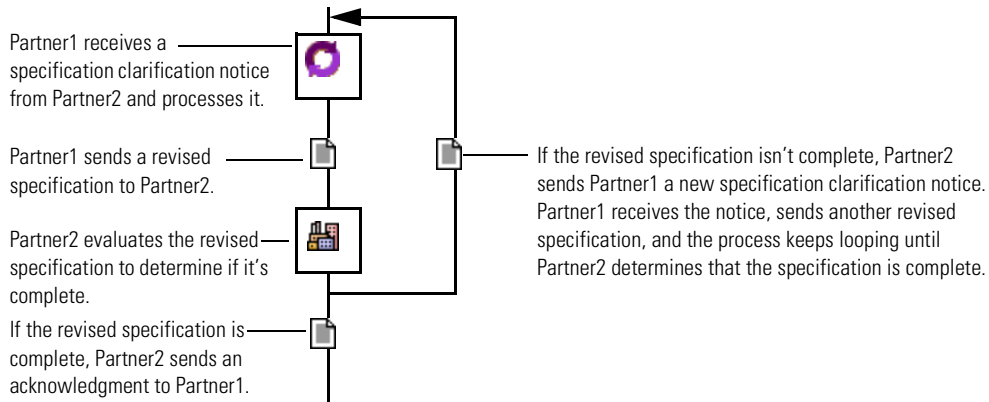 Partner1 receives a
specification clarification notice
from Partner2 and processes it.
Partner1 sends a revised
specification to Partner2.
If the revised specification isn't complete, Partner2
sends Partner1 a new specification clarification notice.
Partner1 receives the notice, sends another revised
specification, and the process keeps looping until
Partner2 determines that the specification is complete.
Partner2 evaluates the revised
specification to determine if it's
complete.
If the revised specification is
complete, Partner2 sends an
acknowledgment to Partner1.